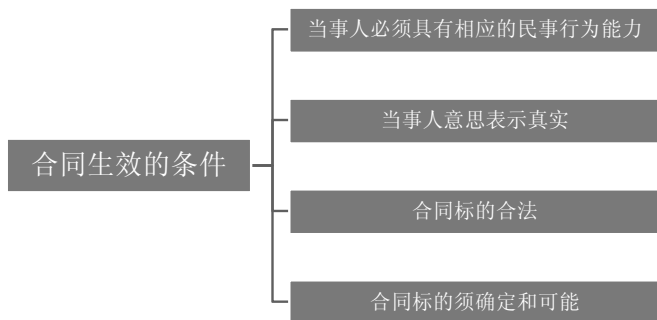 合同生效的条件
当事人必须具有相应的民事行为能力
当事人意思表示真实
合同标的合法
合同标的须确定和可能